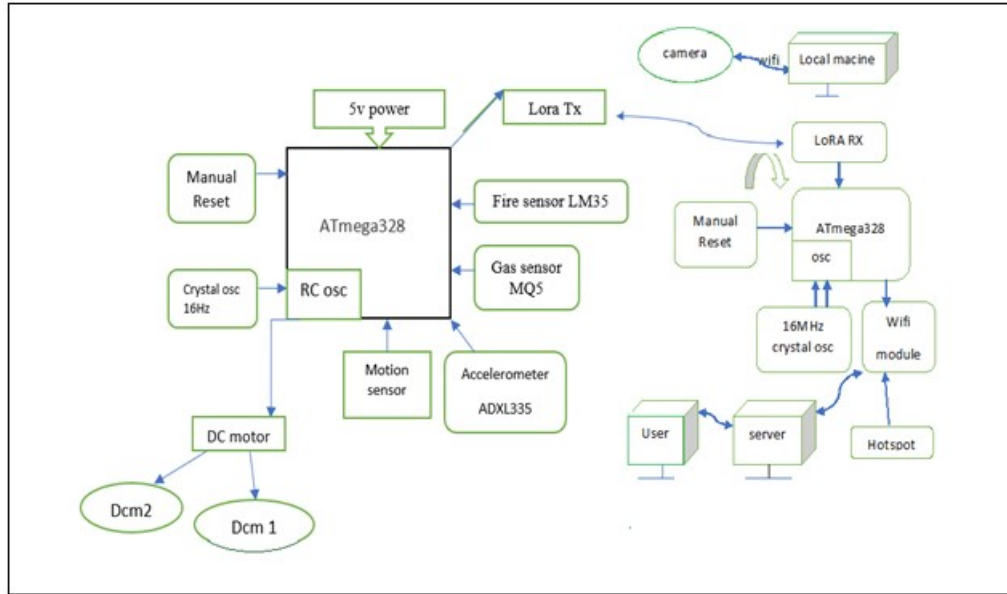 camera
wifi
Local macine
5v power
Lora Tx
LoRA RX
Manual
Reset
ATmega328
Fire sensor LM35
Manual
Reset
ATmega328
osc
Gas sensor
MQ5
Crystal osc
16Hz
RC osc
16MHz
crystal osc
Wifi
module
Motion
sensor
Accelerometer
ADXL335
DC motor
User
server
Hotspot
Dcm2
Dcm 1